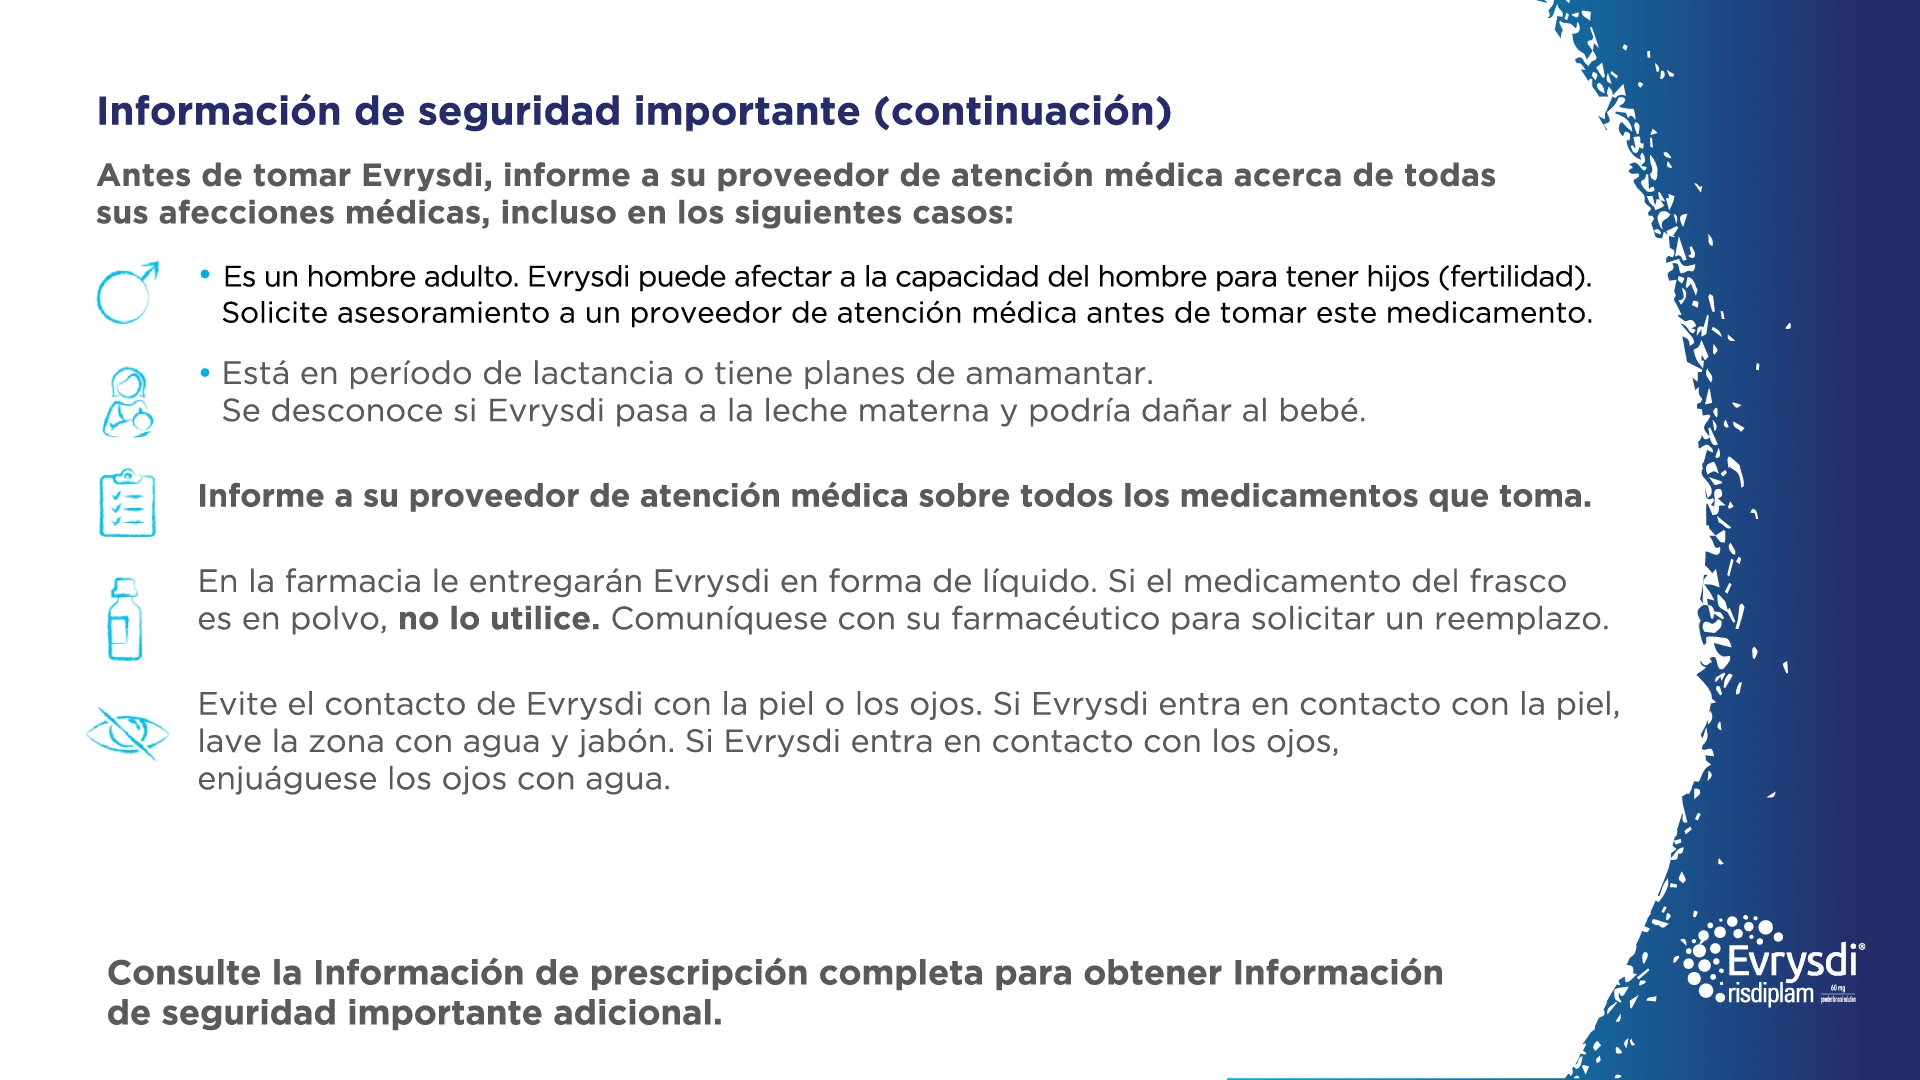 Información de seguridad importante (continuación)
Antes de tomar Evrysdi, informe a su proveedor de atención médica acerca de todas
sus afecciones médicas, incluso en los siguientes casos:
• Es un hombre adulto. Evrysdi puede afectar a la capacidad del hombre para tener hijos (fertilidad).
Solicite asesoramiento a un proveedor de atención médica antes de tomar este medicamento.
• Está en período de lactancia o tiene planes de amamantar.
Se desconoce si Evrysdi pasa a la leche materna y podría dañar al bebé.
Informe a su proveedor de atención médica sobre todos los medicamentos que toma.
En la farmacia le entregarán Evrysdi en forma de líquido. Si el medicamento del frasco
es en polvo, no lo utilice. Comuníquese con su farmacéutico para solicitar un reemplazo.
Evite el contacto de Evrysdi con la piel o los ojos. Si Evrysdi entra en contacto con la piel,
lave la zona con agua y jabón. Si Evrysdi entra en contacto con los ojos,
enjuáguese los ojos con agua.
Consulte la Información de prescripción completa para obtener Información
de seguridad importante adicional.
Evrysdi®
risdiplam
60 mg
powder for oral solution